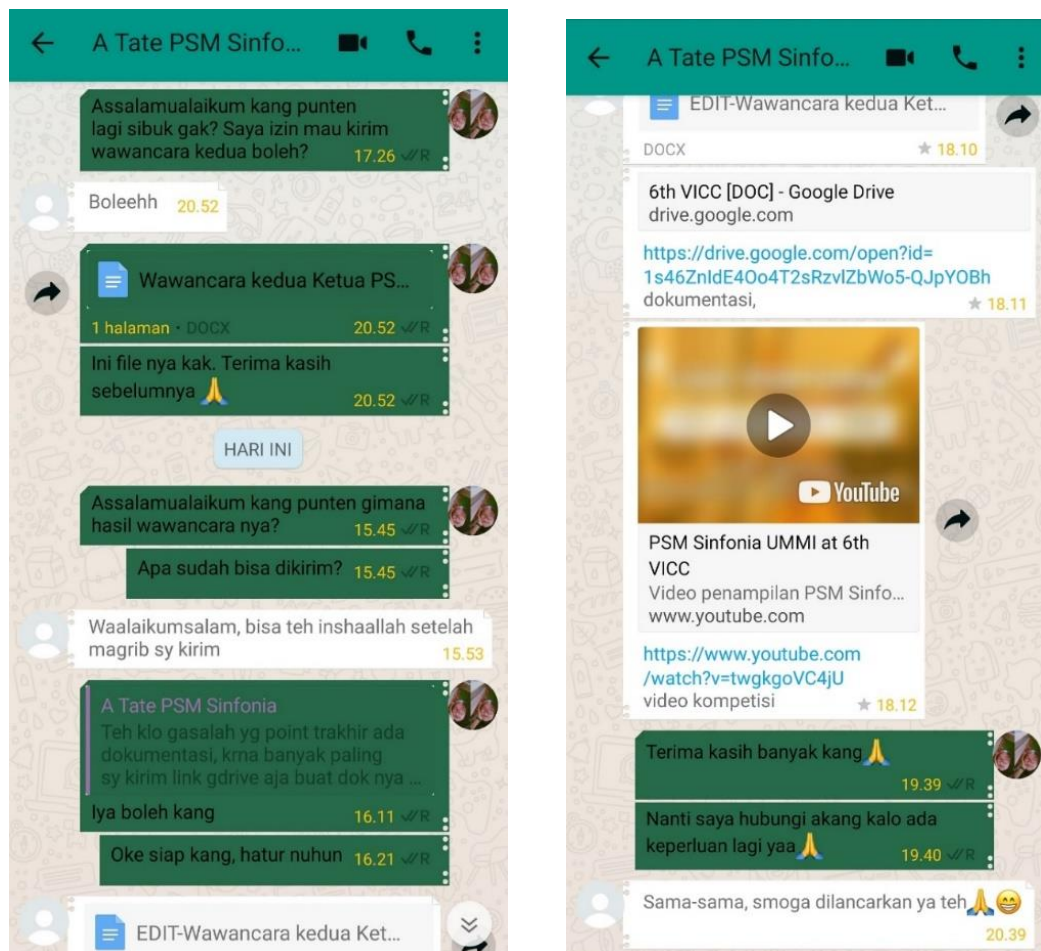 A Tate PSM Sinfo...
Assalamualaikum kang punten
lagi sibuk gak? Saya izin mau kirim
wawancara kedua boleh?
17.26 R
Boleehh 20.52
Wawancara kedua Ketua PS...
1 halaman · DOCX 20.52 R
Ini file nya kak. Terima kasih
sebelumnya 🙏
20.52 R
HARI INI
Assalamualaikum kang punten gimana
hasil wawancara nya?
15.45 R
Apa sudah bisa dikirim? 15.45 R
Waalaikumsalam, bisa teh inshaallah setelah
magrib sy kirim
15.53
A Tate PSM Sinfonia
Teh klo gasalah yg point trakhir ada
dokumentasi, krna banyak paling
sy kirim link gdrive aja buat dok nya ...
Iya boleh kang
16.11 R
Oke siap kang, hatur nuhun 16.21 R
EDIT-Wawancara kedua Ket...
A Tate PSM Sinfo...
EDIT-Wawancara kedua Ket...
DOCX ★ 18.10
6th VICC [DOC] - Google Drive
drive.google.com
https://drive.google.com/open?id=
1s46ZnIdE4Oo4T2sRzvIZbWo5-QJpYOBh
dokumentasi,
★ 18.11
YouTube
PSM Sinfonia UMMI at 6th
VICC
Video penampilan PSM Sinfo...
www.youtube.com
https://www.youtube.com
/watch?v=twgkgoVC4jU
video kompetisi
★ 18.12
Terima kasih banyak kang🙏
19.39 R
Nanti saya hubungi akang kalo ada
keperluan lagi yaa🙏
19.40 R
Sama-sama, smoga dilancarkan ya teh🙏😁
20.39